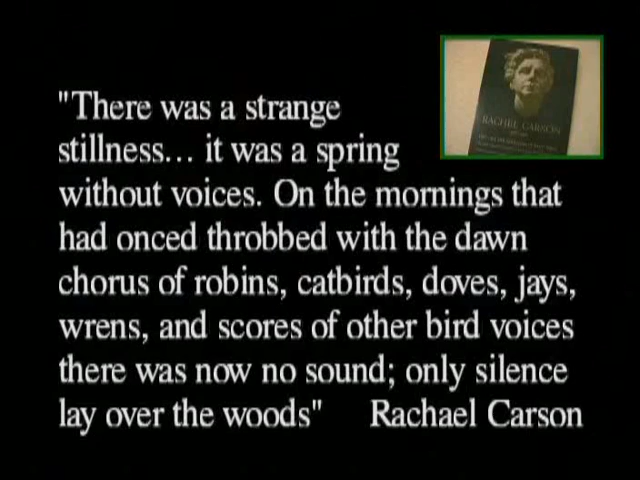 "There was a strange
stillness... it was a spring
without voices. On the mornings that
had onced throbbed with the dawn
chorus of robins, catbirds, doves, jays,
wrens, and scores of other bird voices
there was now no sound; only silence
lay over the woods" Rachael Carson
RACHEL CARSON